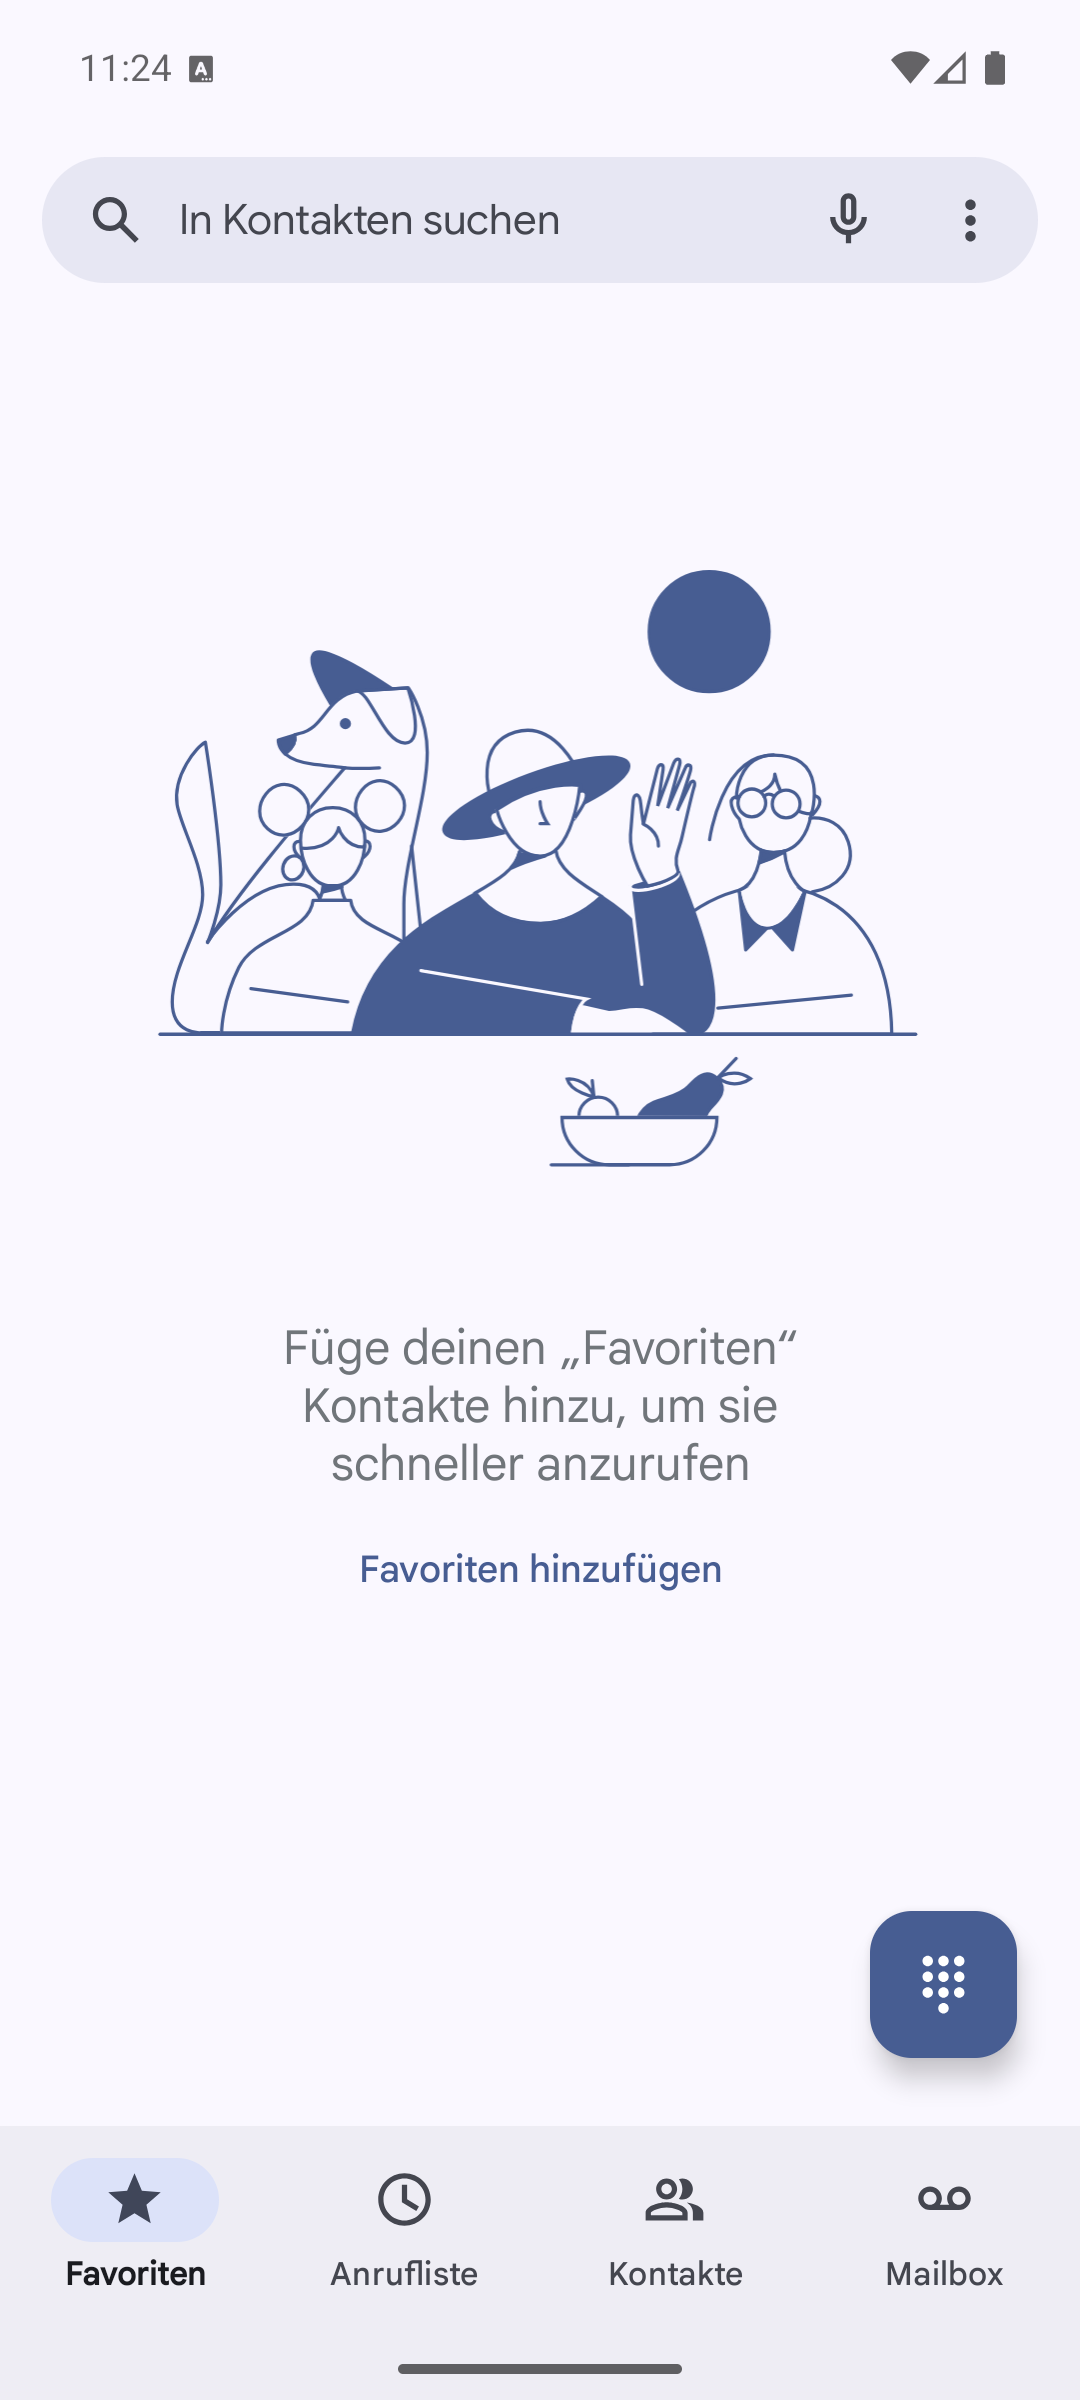 11:24
In Kontakten suchen
Füge deinen „Favoriten“
Kontakte hinzu, um sie
schneller anzurufen
Favoriten hinzufügen
Favoriten
Anrufliste
Kontakte
Mailbox